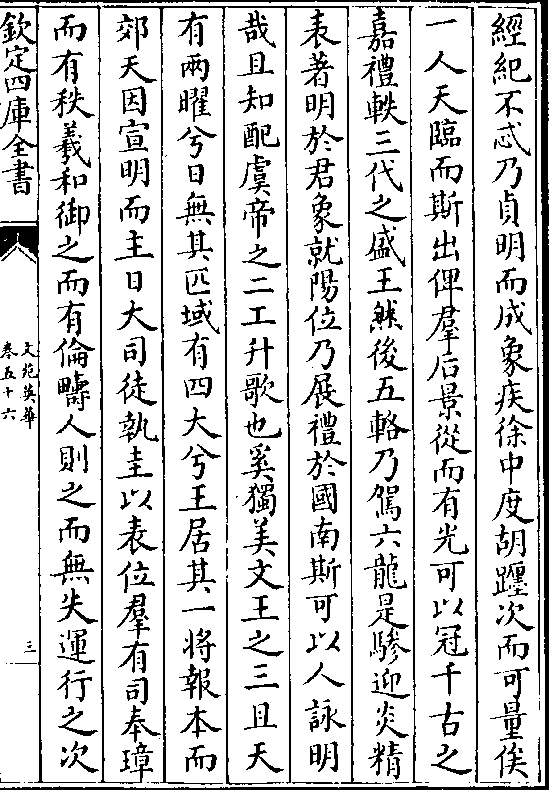 經紀不忒乃貞明而成象疾徐中度胡躔次而可量俟
一人天臨而斯出俾羣后景從而有光可以冠千古之
嘉禮軼三代之盛王然後五輅乃駕六龍是驂迎炎精
表著明於君象就陽位乃展禮於國南斯可以人詠明
哉且知配虞帝之二工升歌也奚獨美文王之三且天
有兩曜兮日無其匹域有四大兮王居其一將報本而
郊天因宣明而主日大司徒執圭以表位羣有司奉璋
而有秩羲和御之而有倫疇人則之而無失運行之次
欽定四庫全書
文苑英華
卷五十六
三